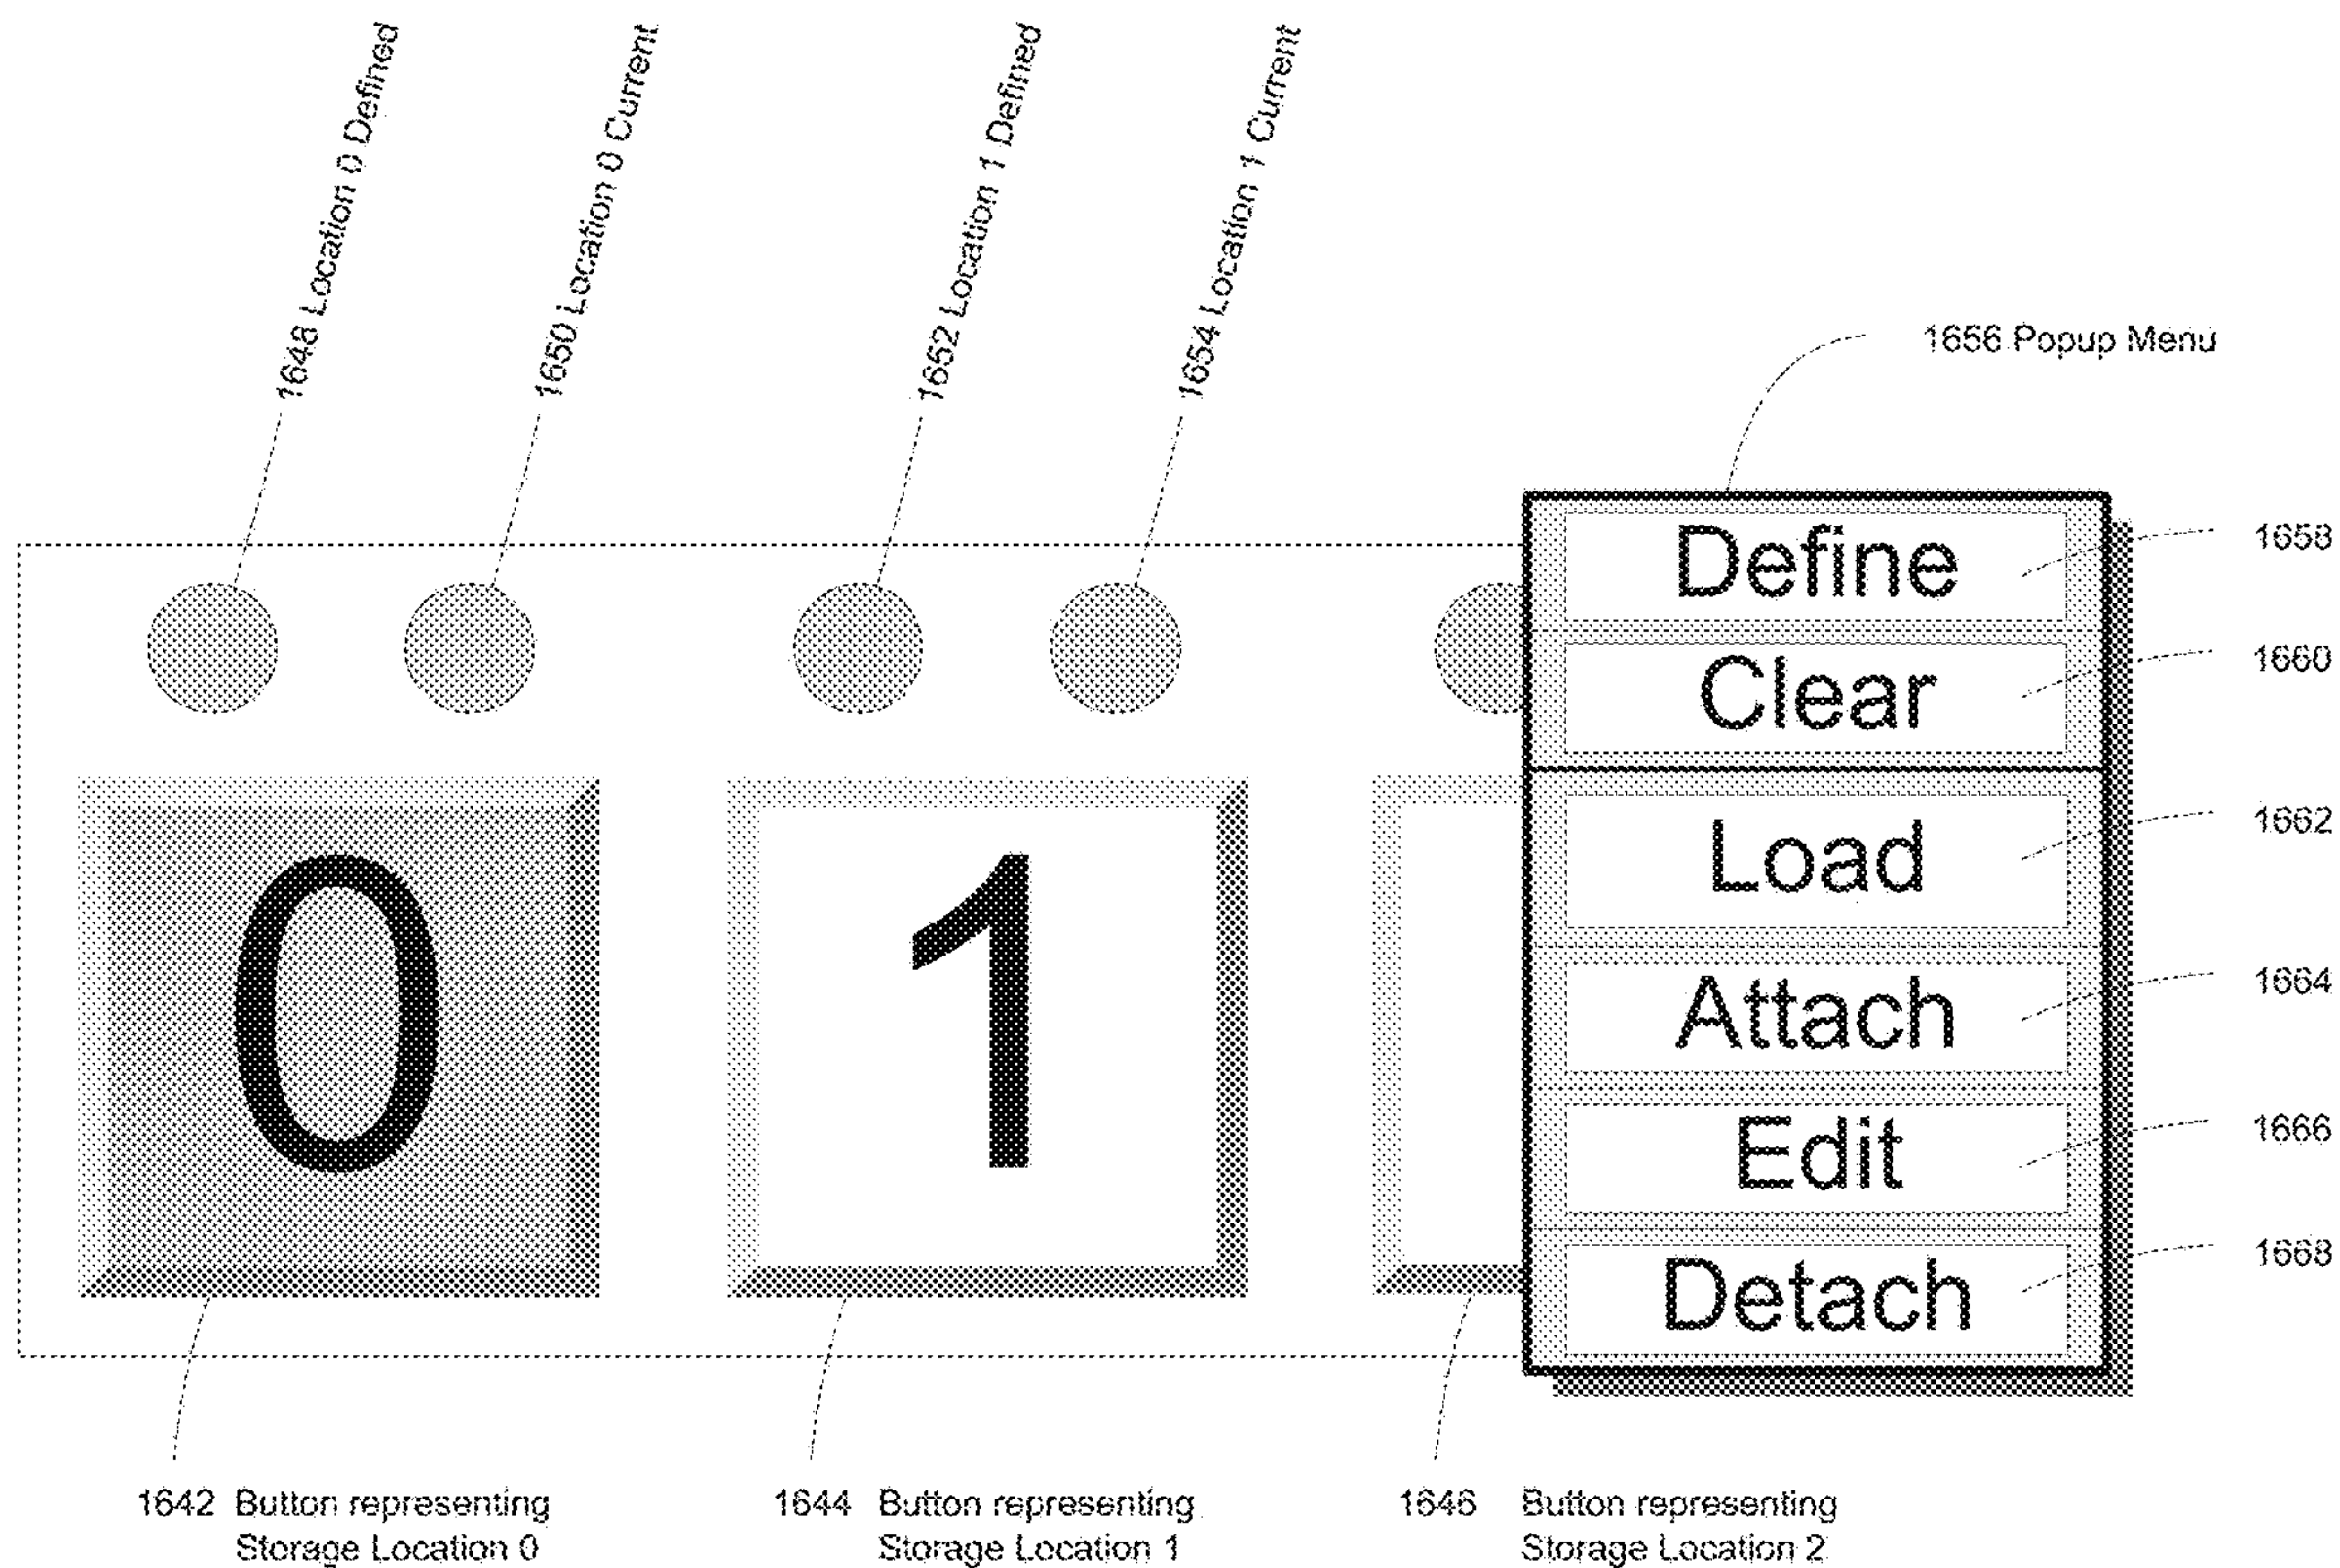 1648 Location 0 Defined
1650 Location 0 Current
1652 Location 1 Defined
1654 Location 1 Current
1656 Popup Menu
Define
1658
Clear
1660
Load
1662
Attach
1664
Edit
1666
Detach
1668
0
1
1642 Button representing
Storage Location 0
1644 Button representing
Storage Location 1
1646 Button representing
Storage Location 2